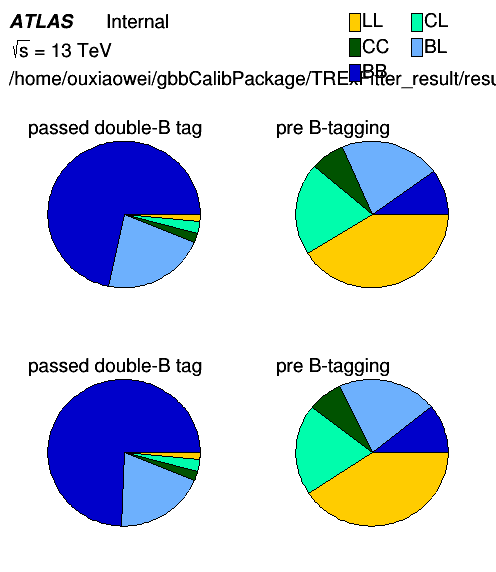 ATLAS Internal
√s = 13 TeV
/home/ouxiaowei/gbbCalibPackage/TRExFitter_result/resu
LL CL
CC BL
BB
passed double-B tag pre B-tagging
passed double-B tag pre B-tagging